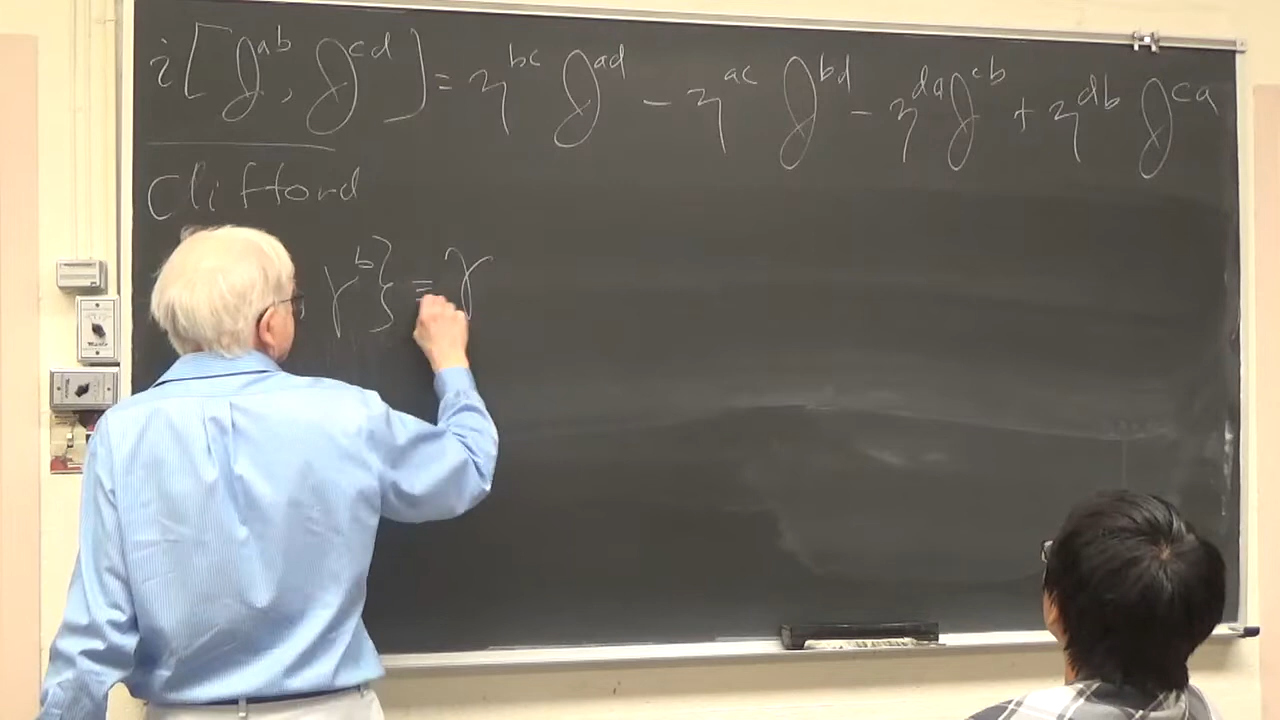 i[J^{ab}, J^{cd}] = η^{bc} J^{ad} - η^{ac} J^{bd} - η^{da} J^{cb} + η^{db} J^{ca}
Clifford
γ^b} ≡ γ